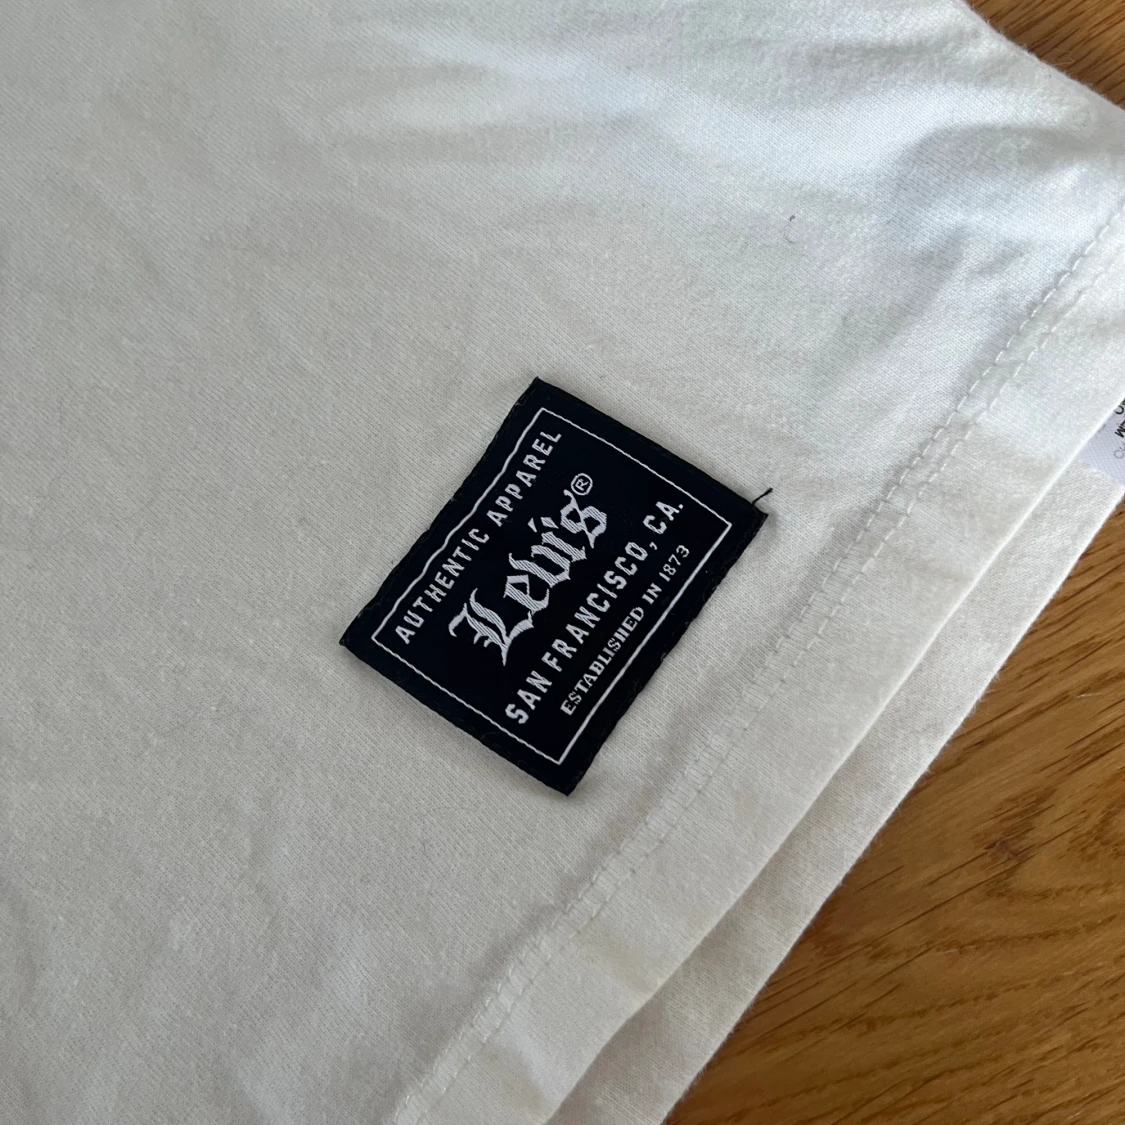 AUTHENTIC APPAREL
Levi's®
SAN FRANCISCO, CA.
ESTABLISHED IN 1873